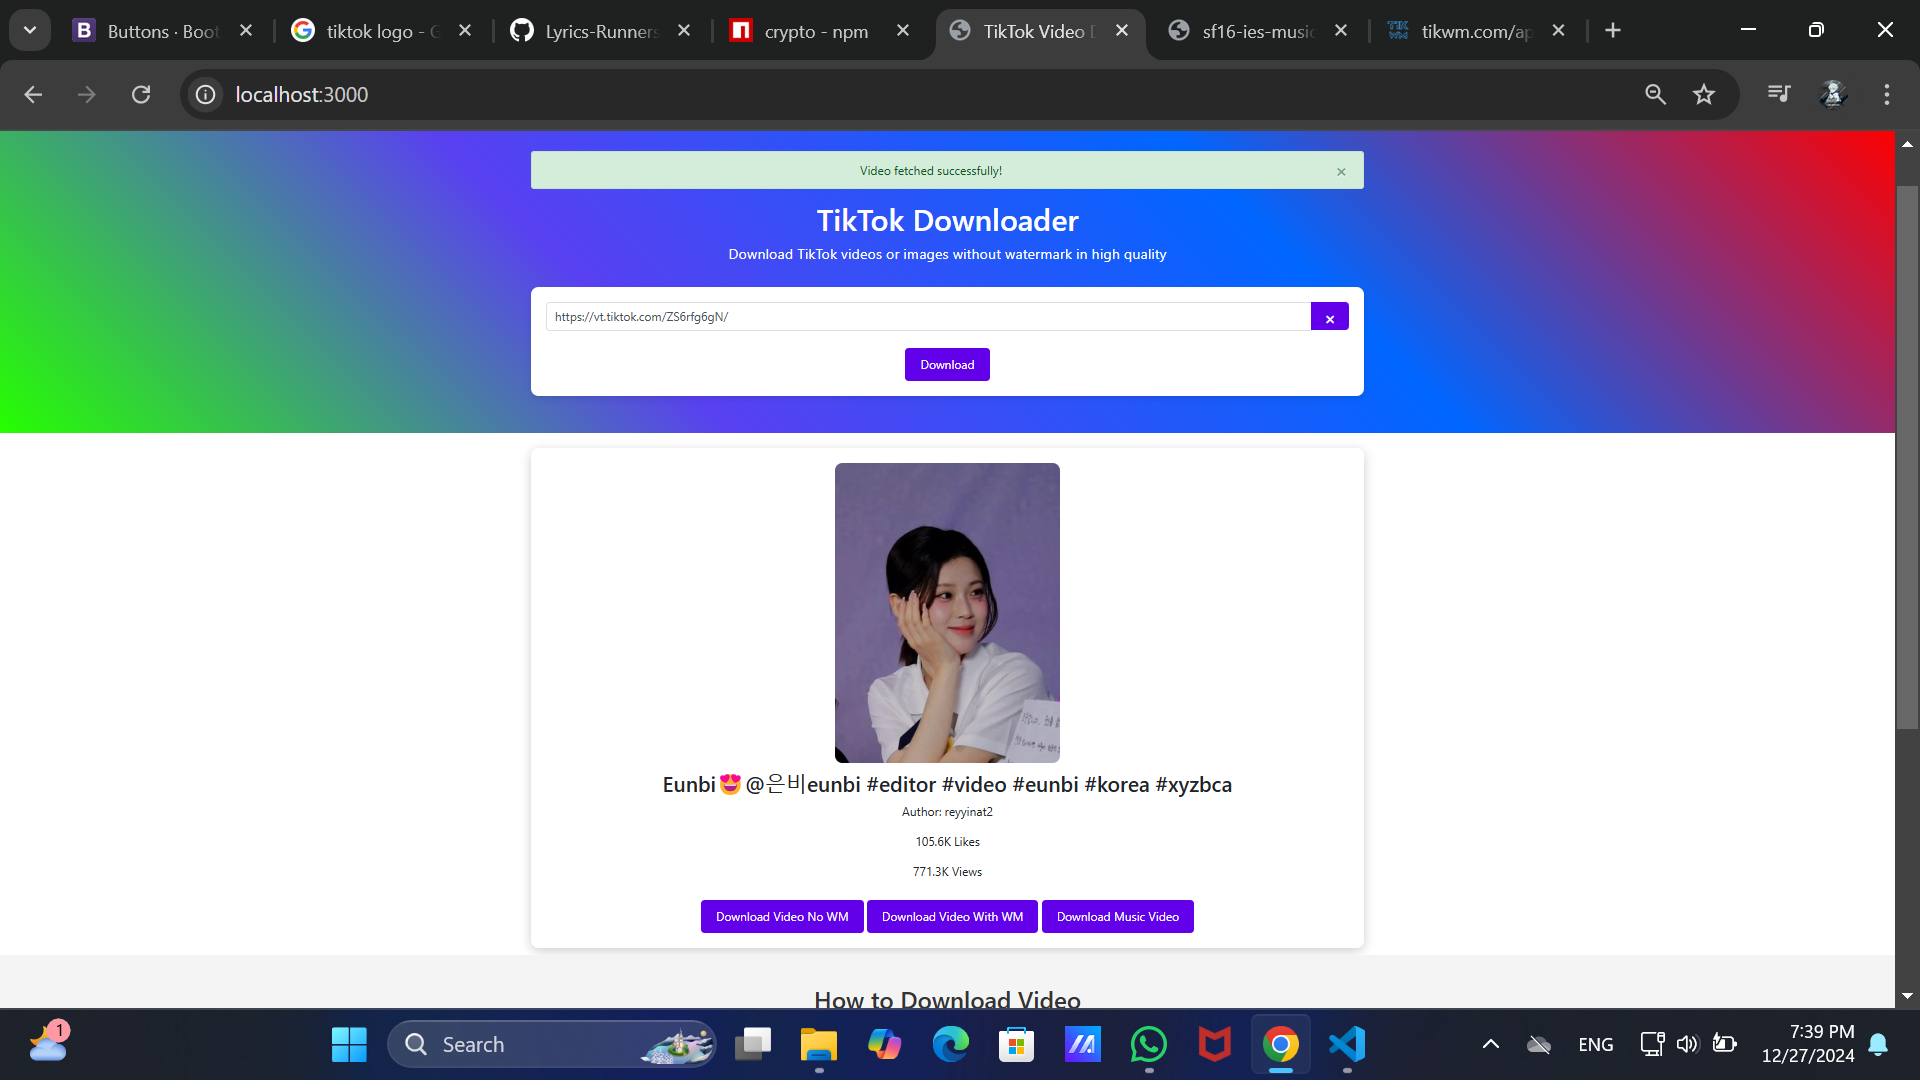 Buttons · Boot
tiktok logo - G
Lyrics-Runners
crypto - npm
TikTok Video D
sf16-ies-music
tikwm.com/ap
localhost:3000
Video fetched successfully!
×
TikTok Downloader
Download TikTok videos or images without watermark in high quality
https://vt.tiktok.com/ZS6rfg6gN/
×
Download
Eunbi😍@은비eunbi #editor #video #eunbi #korea #xyzbca
Author: reyyinat2
105.6K Likes
771.3K Views
Download Video No WM
Download Video With WM
Download Music Video
How to Download Video
1
Search
ENG
7:39 PM
12/27/2024